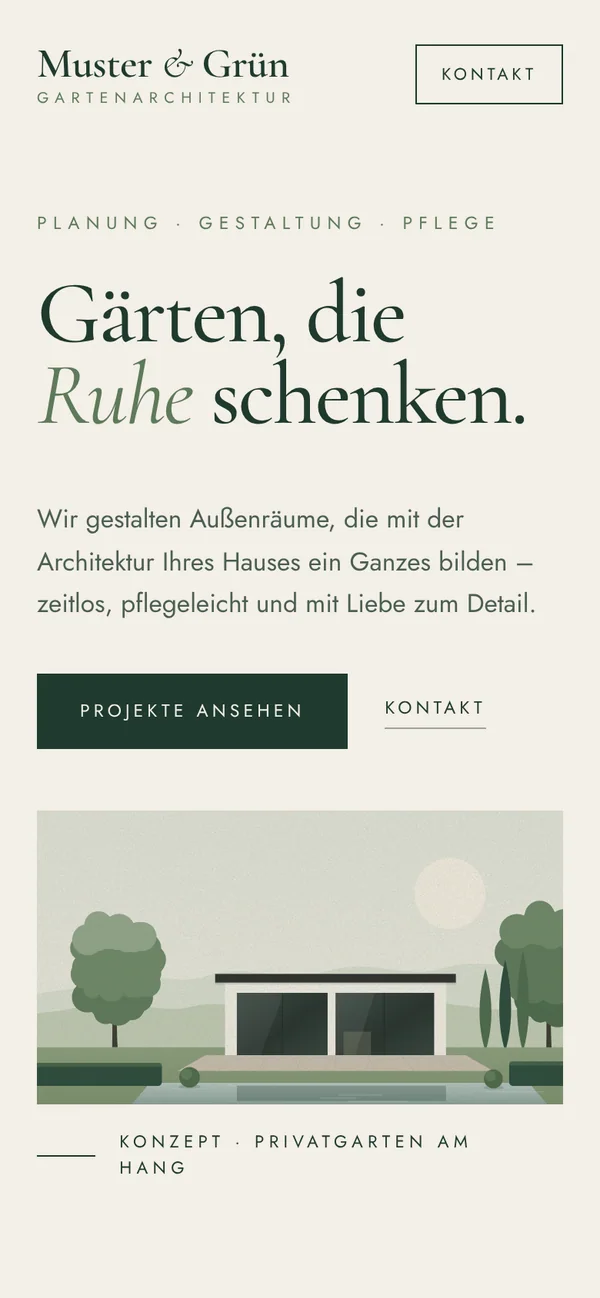 Muster & Grün
GARTENARCHITEKTUR
KONTAKT
PLANUNG · GESTALTUNG · PFLEGE
Gärten, die
Ruhe schenken.
Wir gestalten Außenräume, die mit der
Architektur Ihres Hauses ein Ganzes bilden –
zeitlos, pflegeleicht und mit Liebe zum Detail.
PROJEKTE ANSEHEN
KONTAKT
KONZEPT · PRIVATGARTEN AM
HANG